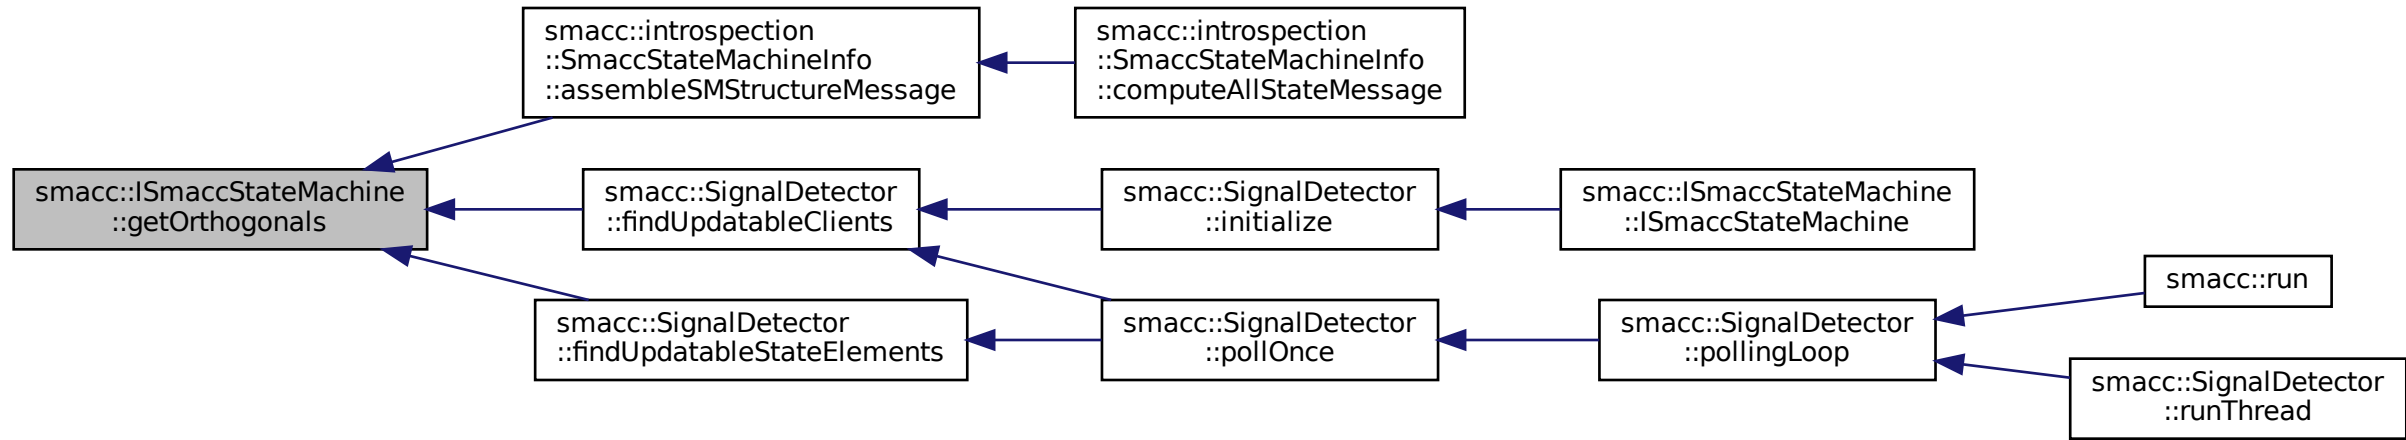 smacc::introspection
::SmaccStateMachineInfo
::assembleSMStructureMessage
smacc::introspection
::SmaccStateMachineInfo
::computeAllStateMessage
smacc::ISmaccStateMachine
::getOrthogonals
smacc::SignalDetector
::findUpdatableClients
smacc::SignalDetector
::initialize
smacc::ISmaccStateMachine
::ISmaccStateMachine
smacc::SignalDetector
::findUpdatableStateElements
smacc::SignalDetector
::pollOnce
smacc::SignalDetector
::pollingLoop
smacc::run
smacc::SignalDetector
::runThread